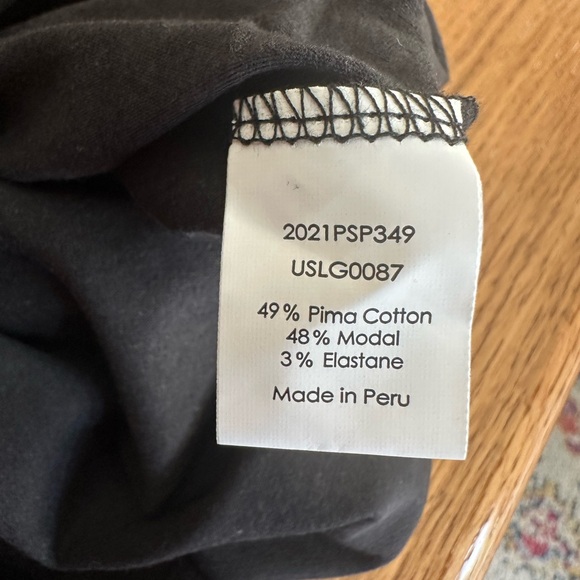 2021PSP349
USLG0087
49% Pima Cotton
48% Modal
3% Elastane
Made in Peru